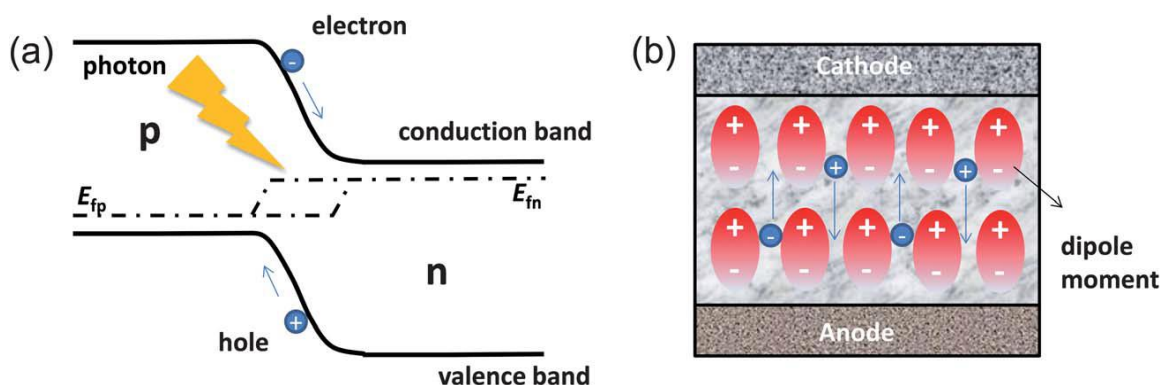 (a)
electron
-
photon
p
conduction band
E_fp
E_fn
n
+
hole
valence band
(b)
Cathode
+ + + + +
- - + - - + -
+ + + + +
- -
- - - - -
dipole
moment
Anode